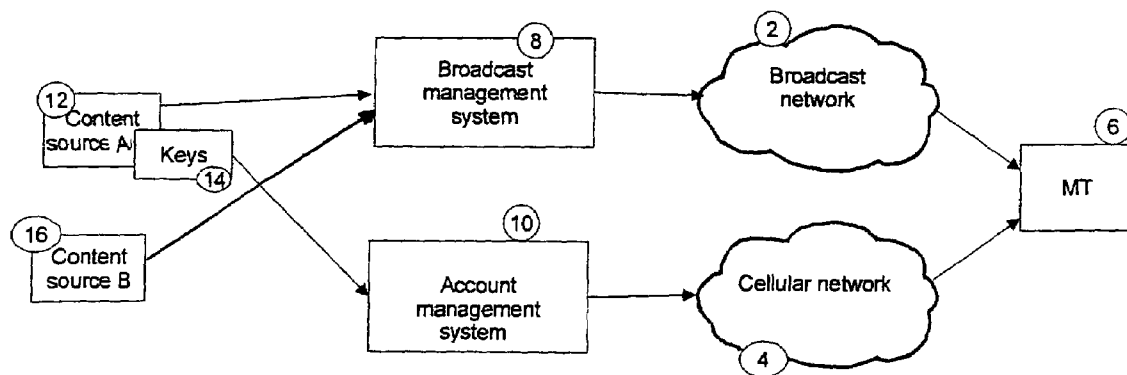 8
Broadcast
management
system
2
Broadcast
network
12
Content
source A
Keys
14
6
MT
16
Content
source B
10
Account
management
system
Cellular network
4